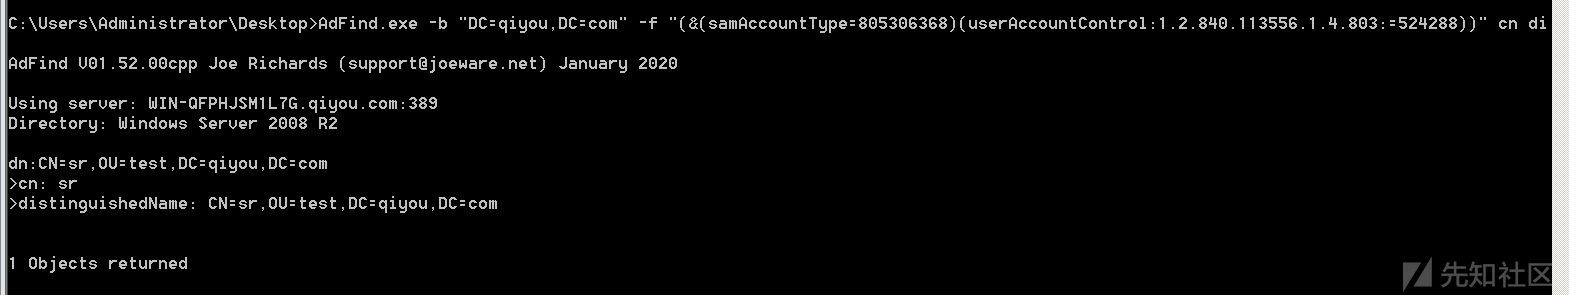 C:\Users\Administrator\Desktop>AdFind.exe -b "DC=qiyou,DC=com" -f "(&(samAccountType=805306368)(userAccountControl:1.2.840.113556.1.4.803:=524288))" cn di
AdFind V01.52.00cpp Joe Richards (support@joeware.net) January 2020
Using server: WIN-QFPHJSM1L7G.qiyou.com:389
Directory: Windows Server 2008 R2
dn:CN=sr,OU=test,DC=qiyou,DC=com
>cn: sr
>distinguishedName: CN=sr,OU=test,DC=qiyou,DC=com
1 Objects returned
先知社区